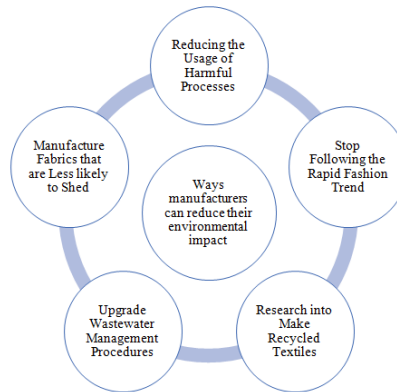 Reducing the
Usage of
Harmful
Processes
Stop
Following the
Rapid Fashion
Trend
Research into
Make
Recycled
Textiles
Upgrade
Wastewater
Management
Procedures
Manufacture
Fabrics that
are Less likely
to Shed
Ways
manufacturers
can reduce their
environmental
impact